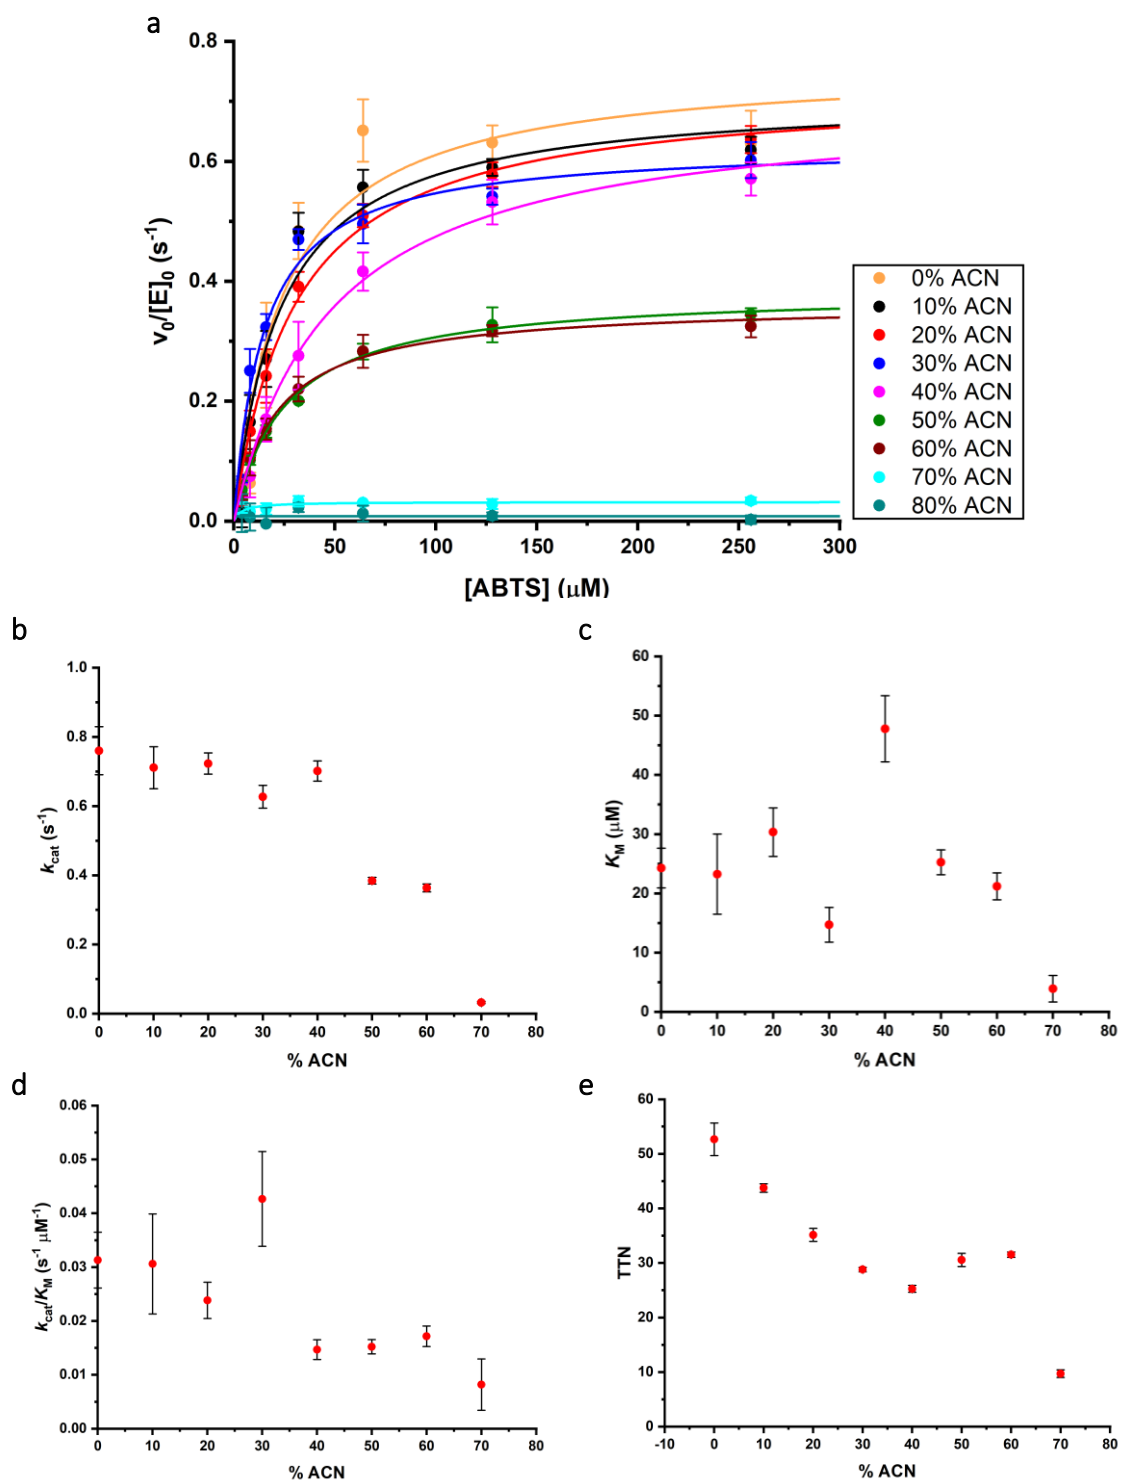 a
0.8
0.6
0.4
0.2
0.0
v0/[E]0 (s-1)
0 50 100 150 200 250 300
[ABTS] (μM)
0% ACN
10% ACN
20% ACN
30% ACN
40% ACN
50% ACN
60% ACN
70% ACN
80% ACN
b
1.0
0.8
0.6
0.4
0.2
0.0
kcat (s-1)
0 10 20 30 40 50 60 70 80
% ACN
c
60
50
40
30
20
10
0
KM (μM)
0 10 20 30 40 50 60 70 80
% ACN
d
0.06
0.05
0.04
0.03
0.02
0.01
0.00
kcat/KM (s-1 μM-1)
0 10 20 30 40 50 60 70 80
% ACN
e
60
50
40
30
20
10
0
TTN
-10 0 10 20 30 40 50 60 70 80
% ACN